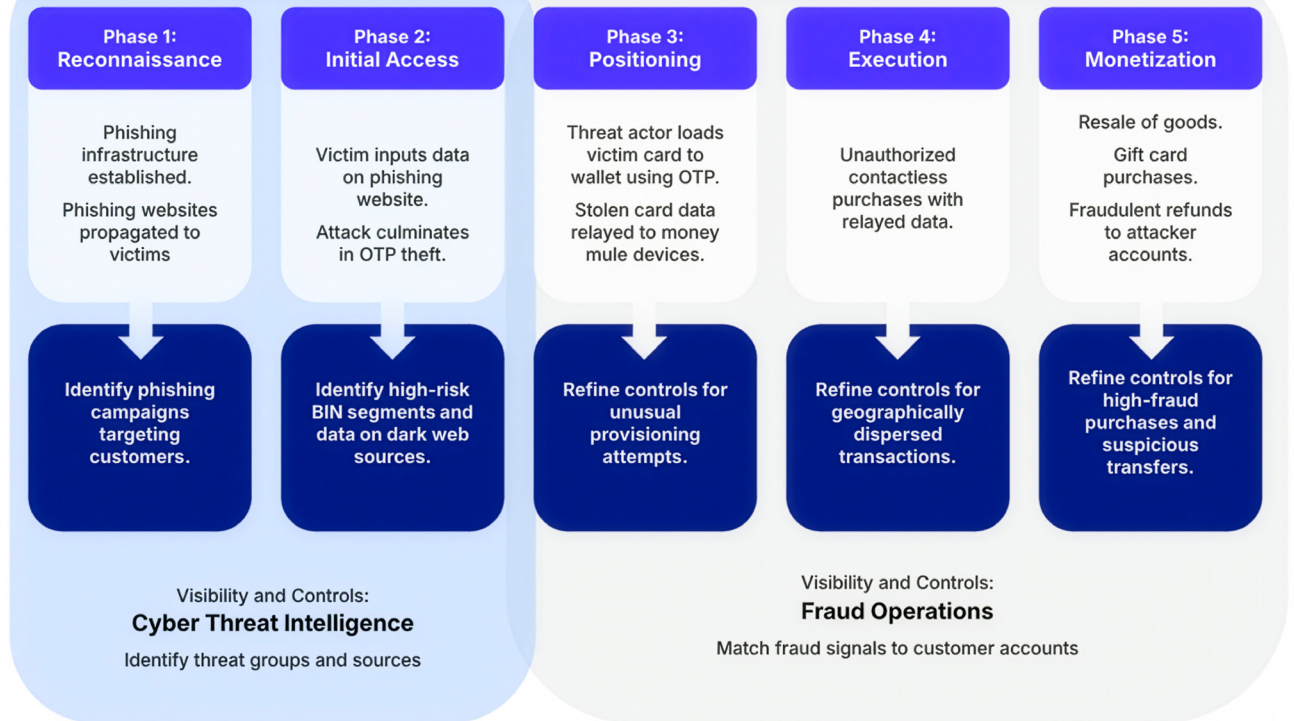 Phase 1:
Reconnaissance
Phishing
infrastructure
established.
Phishing websites
propagated to
victims
Identify phishing
campaigns
targeting
customers.
Phase 2:
Initial Access
Victim inputs data
on phishing
website.
Attack culminates
in OTP theft.
Identify high-risk
BIN segments and
data on dark web
sources.
Visibility and Controls:
Cyber Threat Intelligence
Identify threat groups and sources
Phase 3:
Positioning
Threat actor loads
victim card to
wallet using OTP.
Stolen card data
relayed to money
mule devices.
Refine controls for
unusual
provisioning
attempts.
Phase 4:
Execution
Unauthorized
contactless
purchases with
relayed data.
Refine controls for
geographically
dispersed
transactions.
Phase 5:
Monetization
Resale of goods.
Gift card
purchases.
Fraudulent refunds
to attacker
accounts.
Refine controls for
high-fraud
purchases and
suspicious
transfers.
Visibility and Controls:
Fraud Operations
Match fraud signals to customer accounts